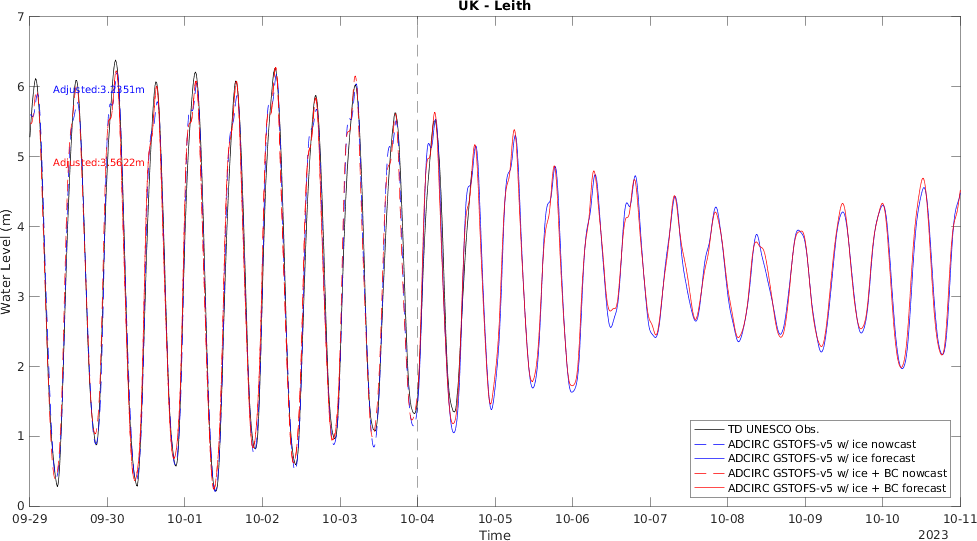 UK - Leith
7
6
5
4
3
2
1
0
Water Level (m)
Adjusted:3.2351m
Adjusted:3.5622m
TD UNESCO Obs.
ADCIRC GSTOFS-v5 w/ ice nowcast
ADCIRC GSTOFS-v5 w/ ice forecast
ADCIRC GSTOFS-v5 w/ ice + BC nowcast
ADCIRC GSTOFS-v5 w/ ice + BC forecast
09-29 09-30 10-01 10-02 10-03 10-04 10-05 10-06 10-07 10-08 10-09 10-10 10-11
Time
2023